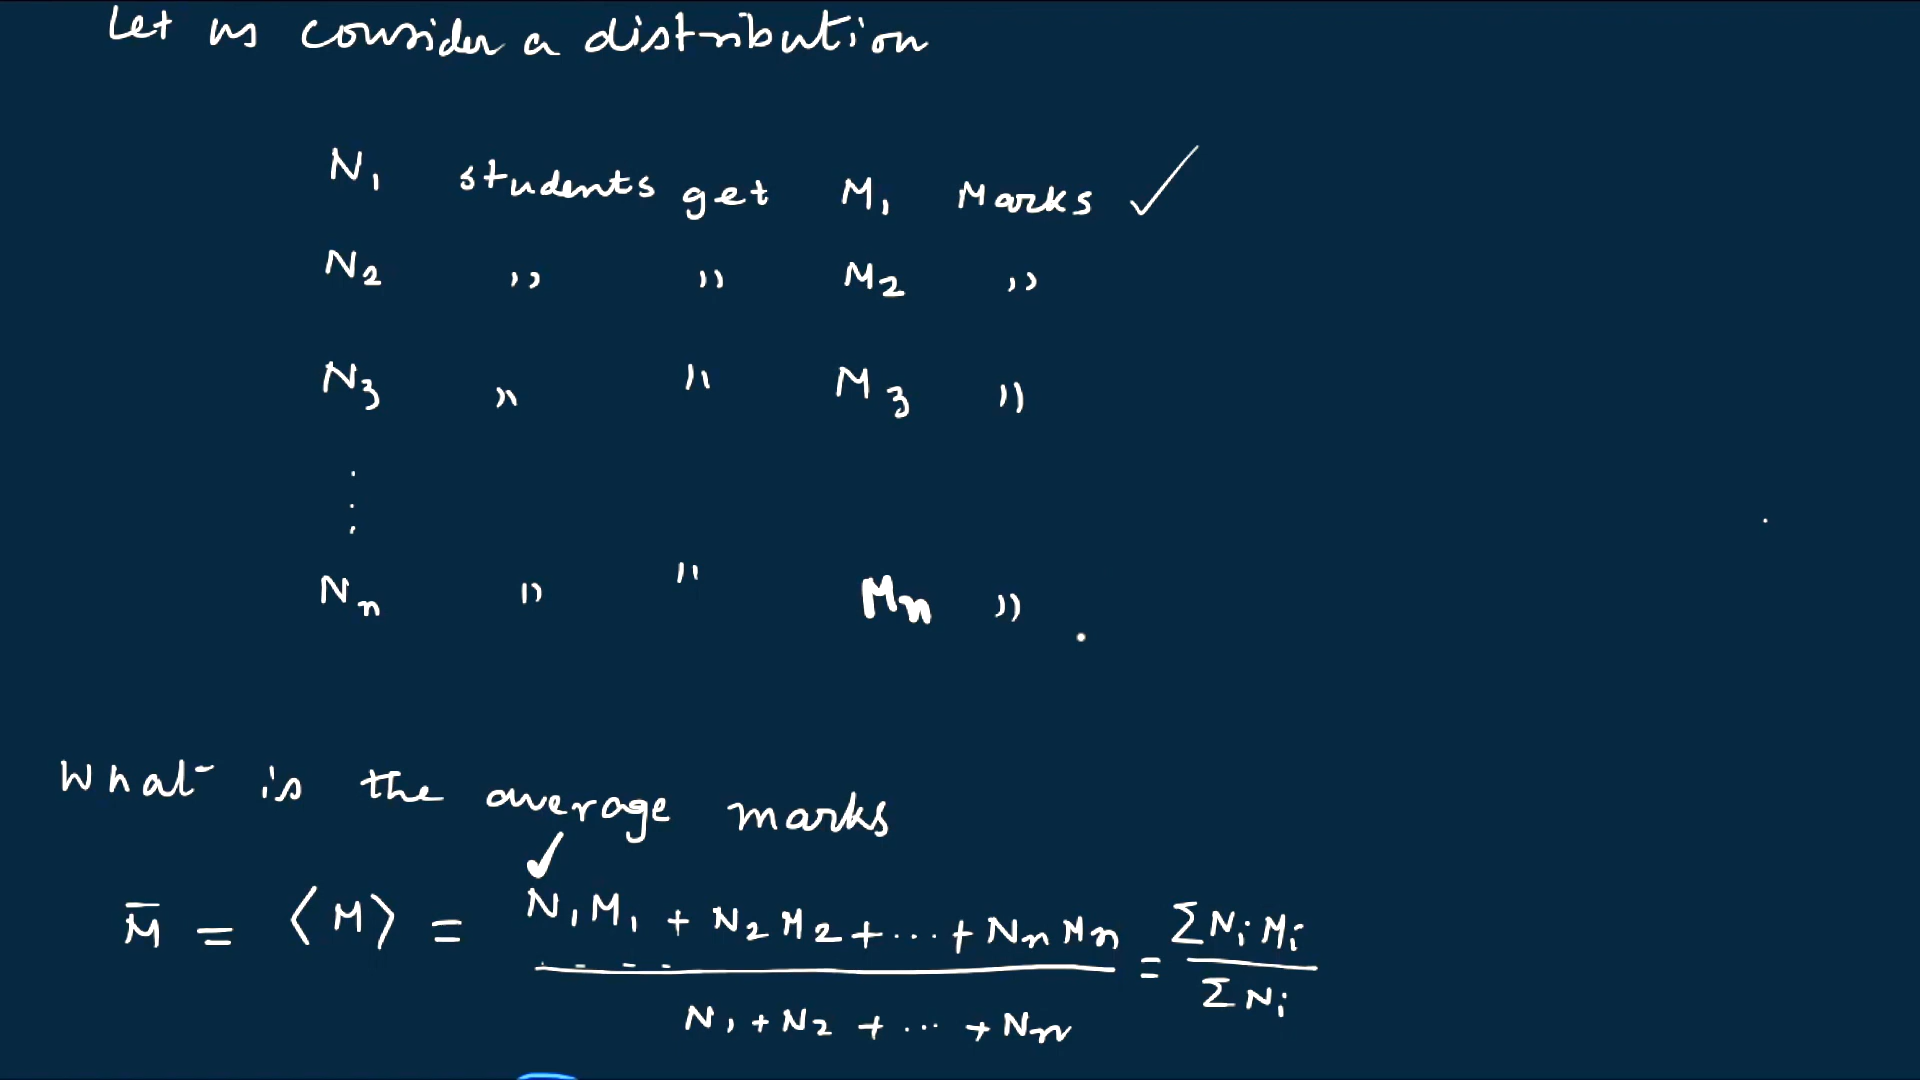 Let us consider a distribution
N₁ students get M₁ Marks ✓
N₂ ,, ,, M₂ ,,
N₃ ,, ,, M₃ ,,
⋮
Nₙ ,, ,, Mₙ ,,
What is the average marks
✓
M̄ = ⟨M⟩ = (N₁M₁ + N₂M₂ + ... + NₙMₙ) / (N₁ + N₂ + ... + Nₙ) = ΣNᵢMᵢ / ΣNᵢ